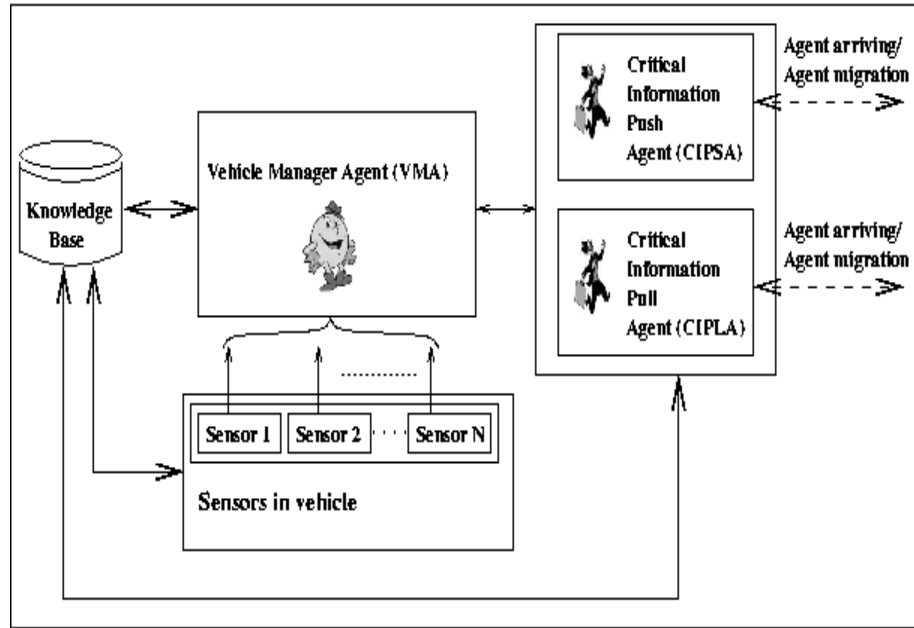 Knowledge
Base
Vehicle Manager Agent (VMA)
Critical
Information
Push
Agent (CIPSA)
Agent arriving/
Agent migration
Critical
Information
Pull
Agent (CIPLA)
Agent arriving/
Agent migration
Sensor 1
Sensor 2
Sensor N
Sensors in vehicle